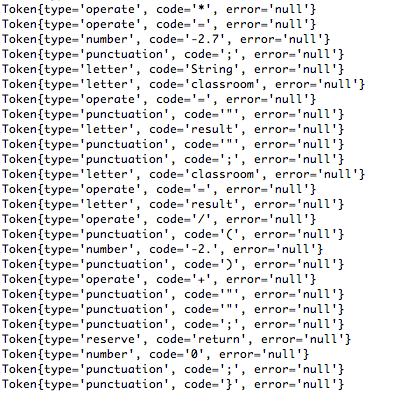 Token{type='operate', code='*', error='null'}
Token{type='operate', code='=', error='null'}
Token{type='number', code='-2.7', error='null'}
Token{type='punctuation', code=';', error='null'}
Token{type='letter', code='String', error='null'}
Token{type='letter', code='classroom', error='null'}
Token{type='operate', code='=', error='null'}
Token{type='punctuation', code='"', error='null'}
Token{type='letter', code='result', error='null'}
Token{type='punctuation', code='"', error='null'}
Token{type='punctuation', code=';', error='null'}
Token{type='letter', code='classroom', error='null'}
Token{type='operate', code='=', error='null'}
Token{type='letter', code='result', error='null'}
Token{type='operate', code='/', error='null'}
Token{type='punctuation', code='(', error='null'}
Token{type='number', code='-2.', error='null'}
Token{type='punctuation', code=')', error='null'}
Token{type='operate', code='+', error='null'}
Token{type='punctuation', code='"', error='null'}
Token{type='punctuation', code='"', error='null'}
Token{type='punctuation', code=';', error='null'}
Token{type='reserve', code='return', error='null'}
Token{type='number', code='0', error='null'}
Token{type='punctuation', code=';', error='null'}
Token{type='punctuation', code='}', error='null'}